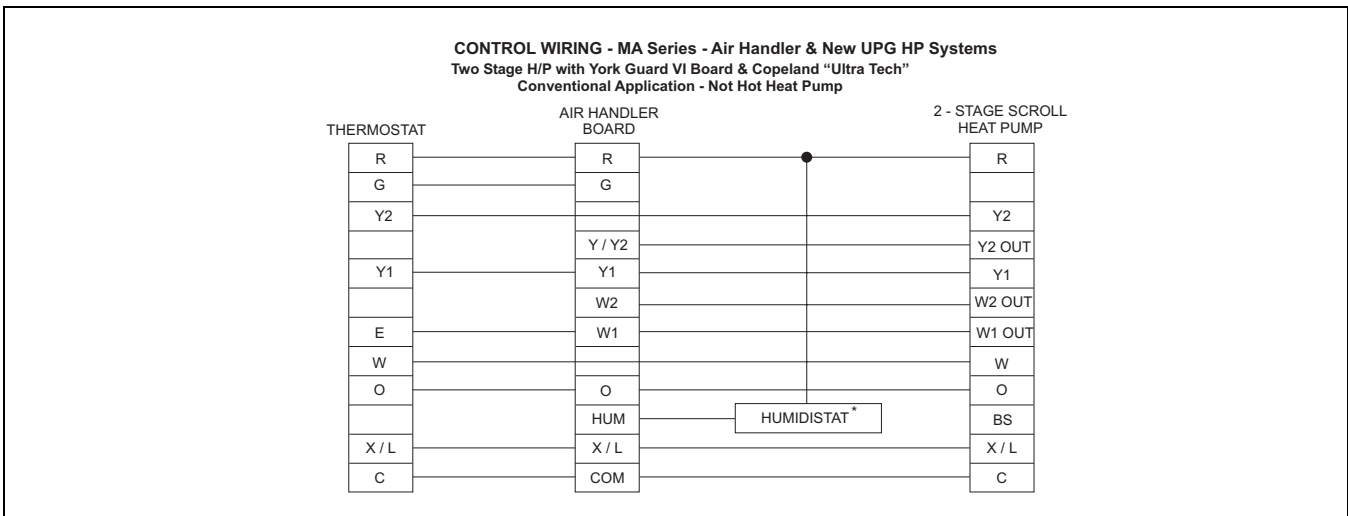 CONTROL WIRING - MA Series - Air Handler & New UPG HP Systems
Two Stage H/P with York Guard VI Board & Copeland “Ultra Tech”
Conventional Application - Not Hot Heat Pump
THERMOSTAT
AIR HANDLER
BOARD
2 - STAGE SCROLL
HEAT PUMP
R R R
G G
Y2 Y2
Y / Y2 Y2 OUT
Y1 Y1 Y1
W2 W2 OUT
E W1 W1 OUT
W W
O O O
HUM HUMIDISTAT* BS
X / L X / L X / L
C COM C